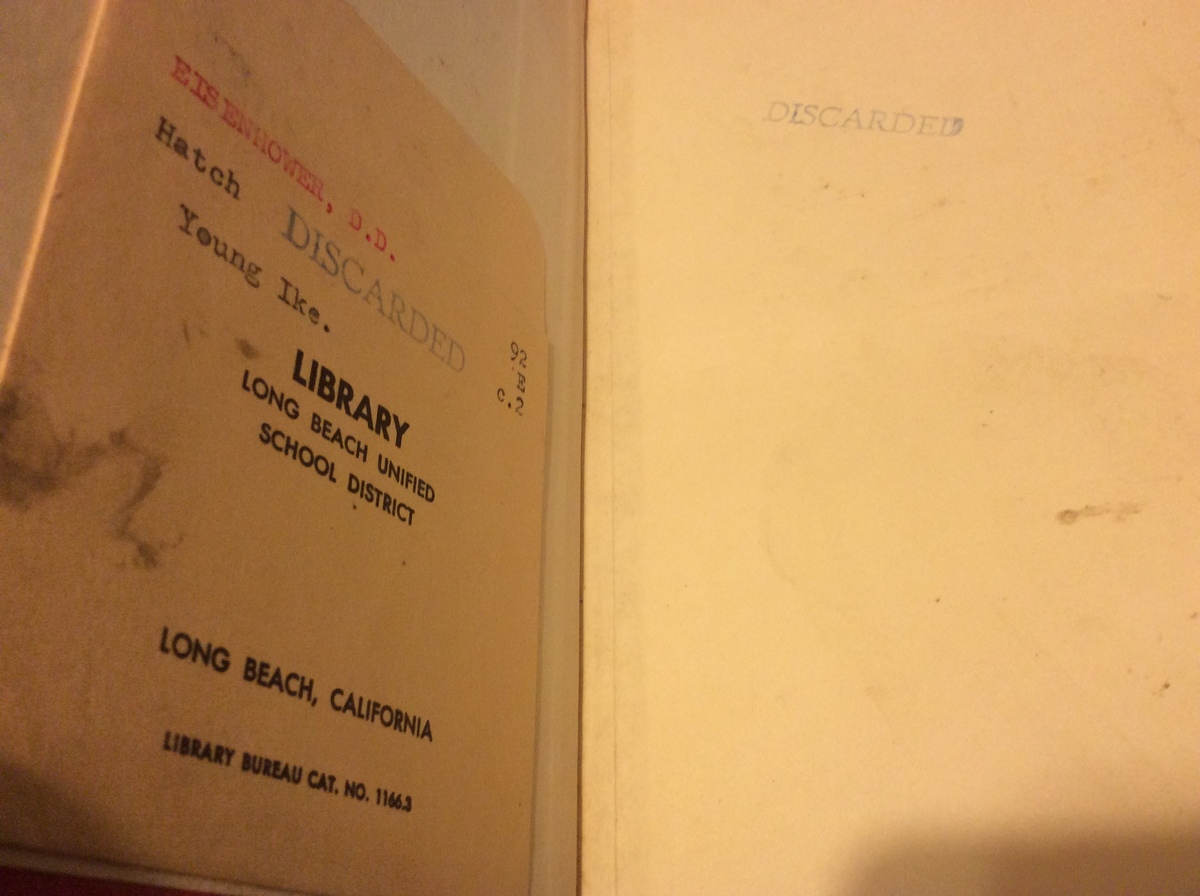 EISENHOWER, D.D.
Hatch
DISCARDED
Young Ike.
92
E
c.2
LIBRARY
LONG BEACH UNIFIED
SCHOOL DISTRICT
LONG BEACH, CALIFORNIA
LIBRARY BUREAU CAT. NO. 1166.3
DISCARDED